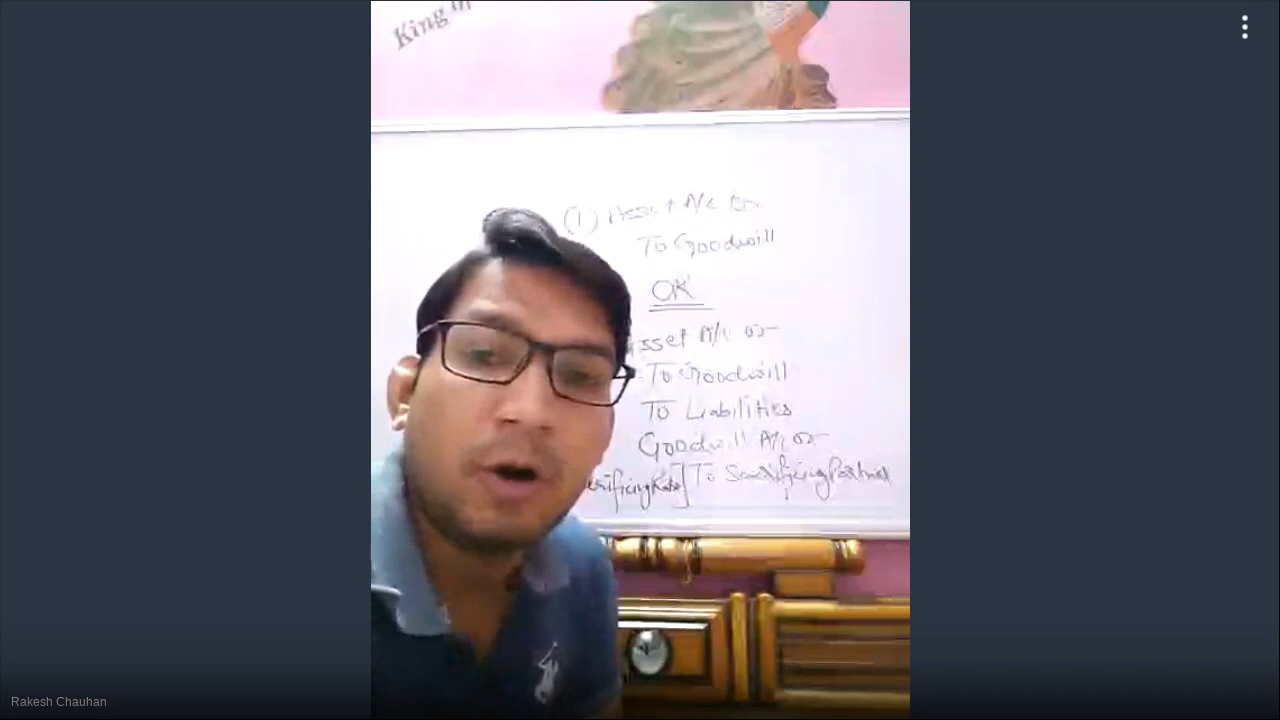 King in
① Asset A/c Dr
To Goodwill
OR
Asset A/c Dr
To Goodwill
To Liabilities
Goodwill A/c Dr
To Sacrificing Partner
Rakesh Chauhan